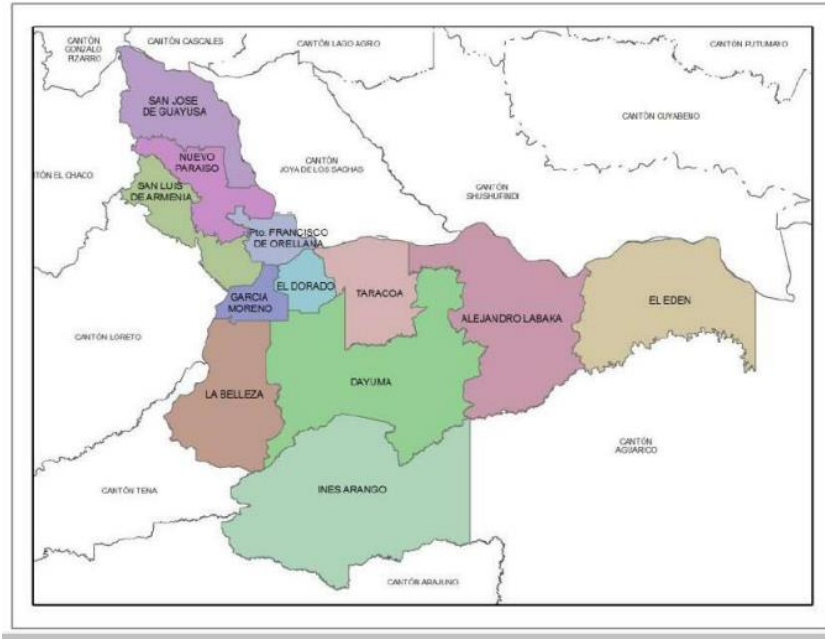 CANTÓN
GONZALO
PIZARRO
CANTÓN CASCALES
CANTÓN LAGO AGRIO
CANTÓN PUTUMAYO
SAN JOSE
DE GUAYUSA
CANTÓN CUYABENO
NUEVO
PARAISO
CANTÓN
JOYA DE LOS SACHAS
TÓN EL CHACO
SAN LUIS
DE ARMENIA
CANTÓN
SHUSHUFINDI
Pto. FRANCISCO
DE ORELLANA
EL DORADO
TARACOA
GARCIA
MORENO
EL EDEN
ALEJANDRO LABAKA
CANTÓN LORETO
DAYUMA
LA BELLEZA
CANTÓN
AGUARICO
CANTÓN TENA
INES ARANGO
CANTÓN ARAJUNO